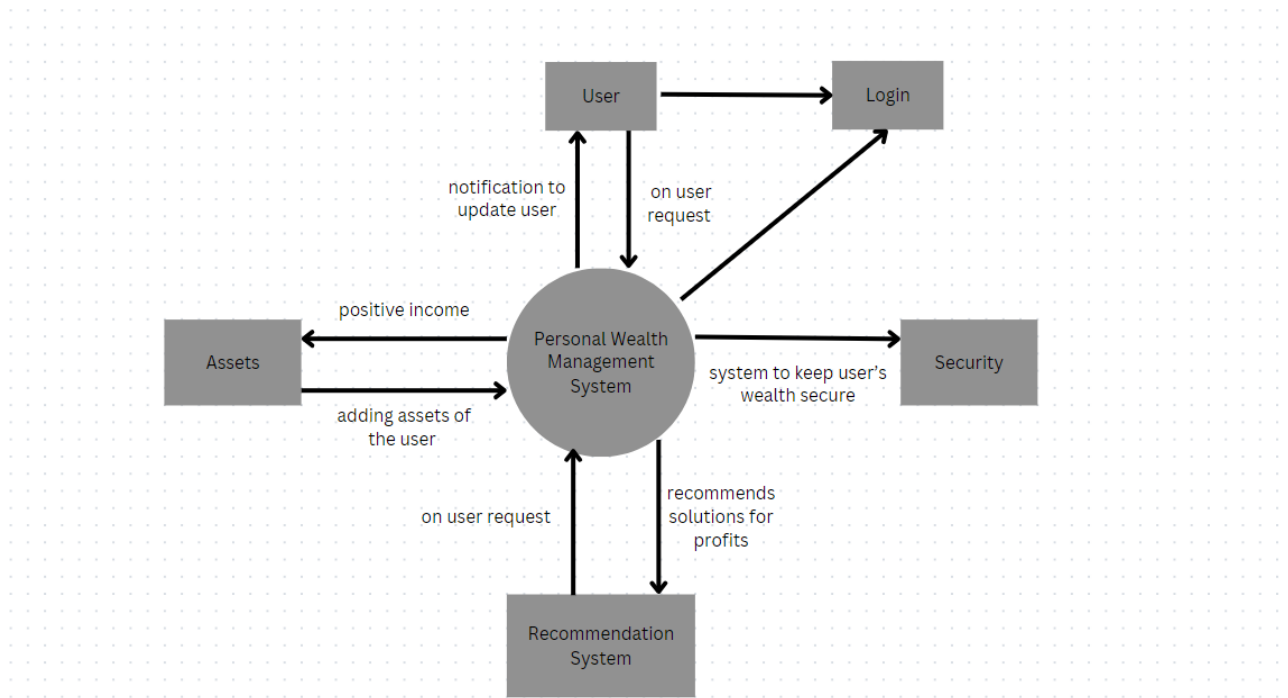 User
Login
notification to
update user
on user
request
positive income
Personal Wealth
Management
System
Assets
Security
system to keep user’s
wealth secure
adding assets of
the user
on user request
recommends
solutions for
profits
Recommendation
System